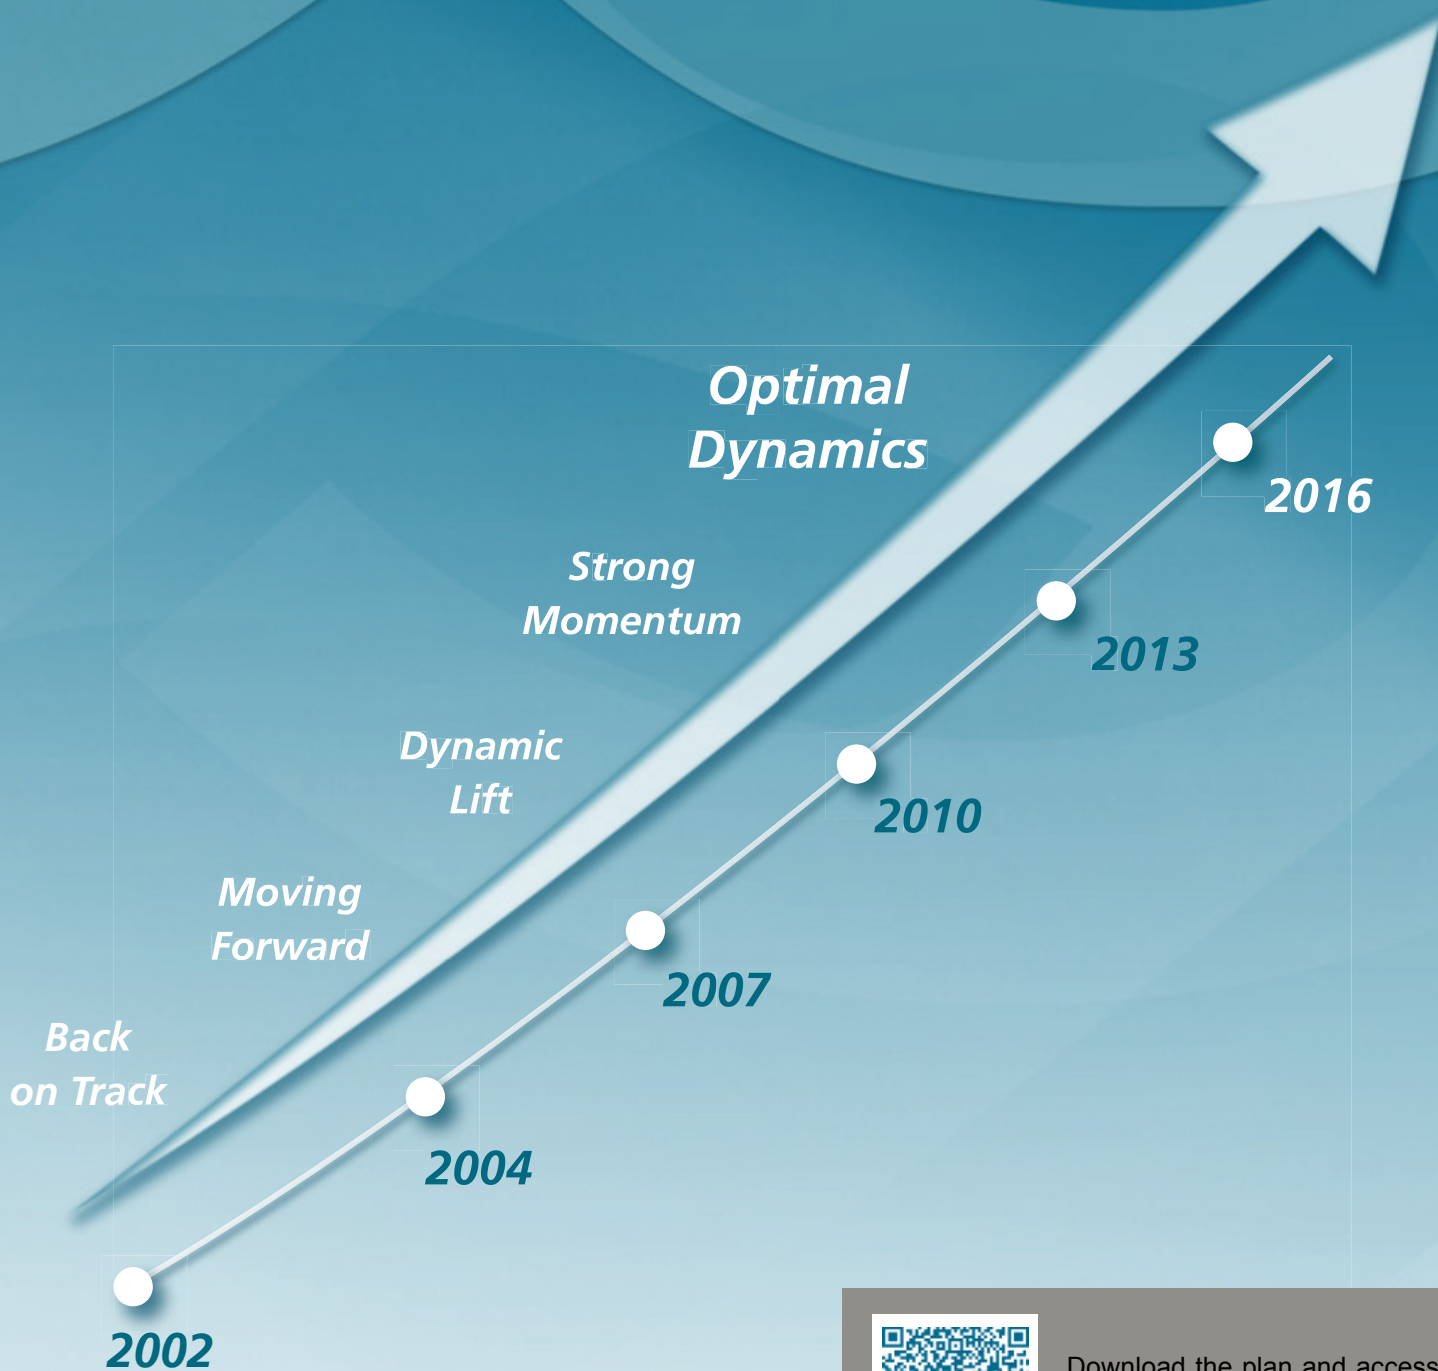 Optimal
Dynamics
2016
Strong
Momentum
2013
Dynamic
Lift
2010
Moving
Forward
2007
Back
on Track
2004
2002
Download the plan and access